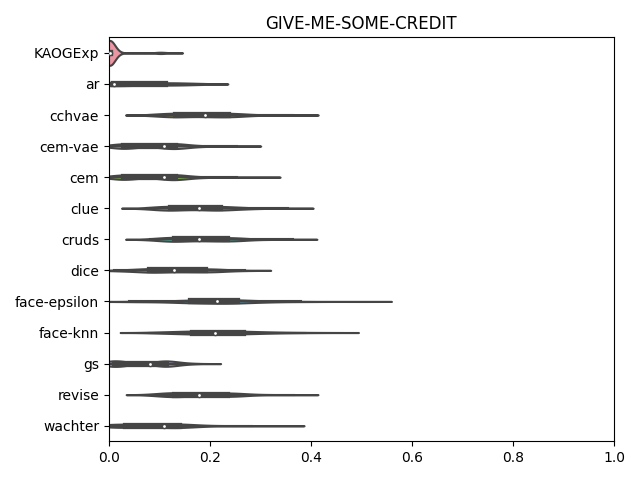 GIVE-ME-SOME-CREDIT
KAOGExp
ar
cchvae
cem-vae
cem
clue
cruds
dice
face-epsilon
face-knn
gs
revise
wachter
0.0 0.2 0.4 0.6 0.8 1.0